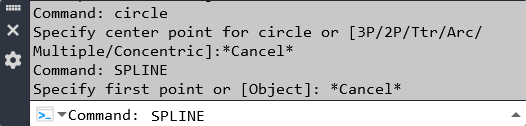 Command: circle
Specify center point for circle or [3P/2P/Ttr/Arc/
Multiple/Concentric]:*Cancel*
Command: SPLINE
Specify first point or [Object]: *Cancel*
Command: SPLINE